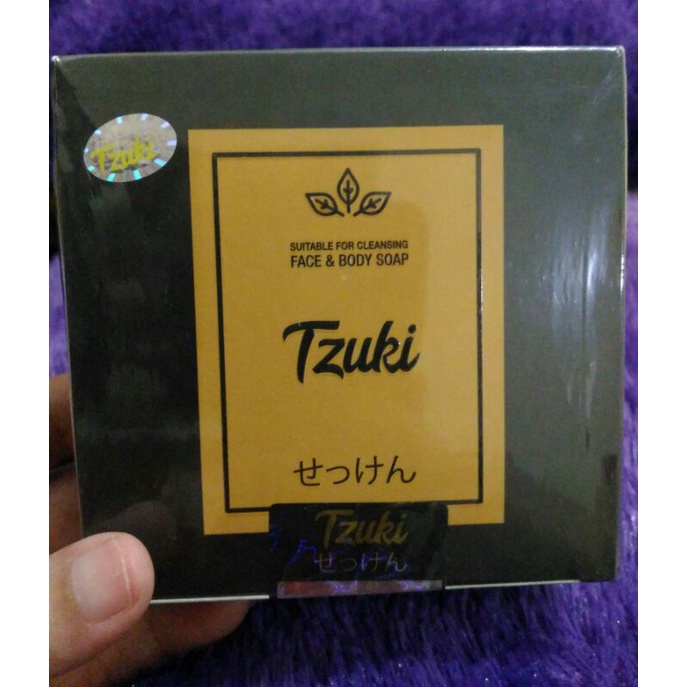 Tzuki
SUITABLE FOR CLEANSING
FACE & BODY SOAP
Tzuki
せっけん
Tzuki
せっけん